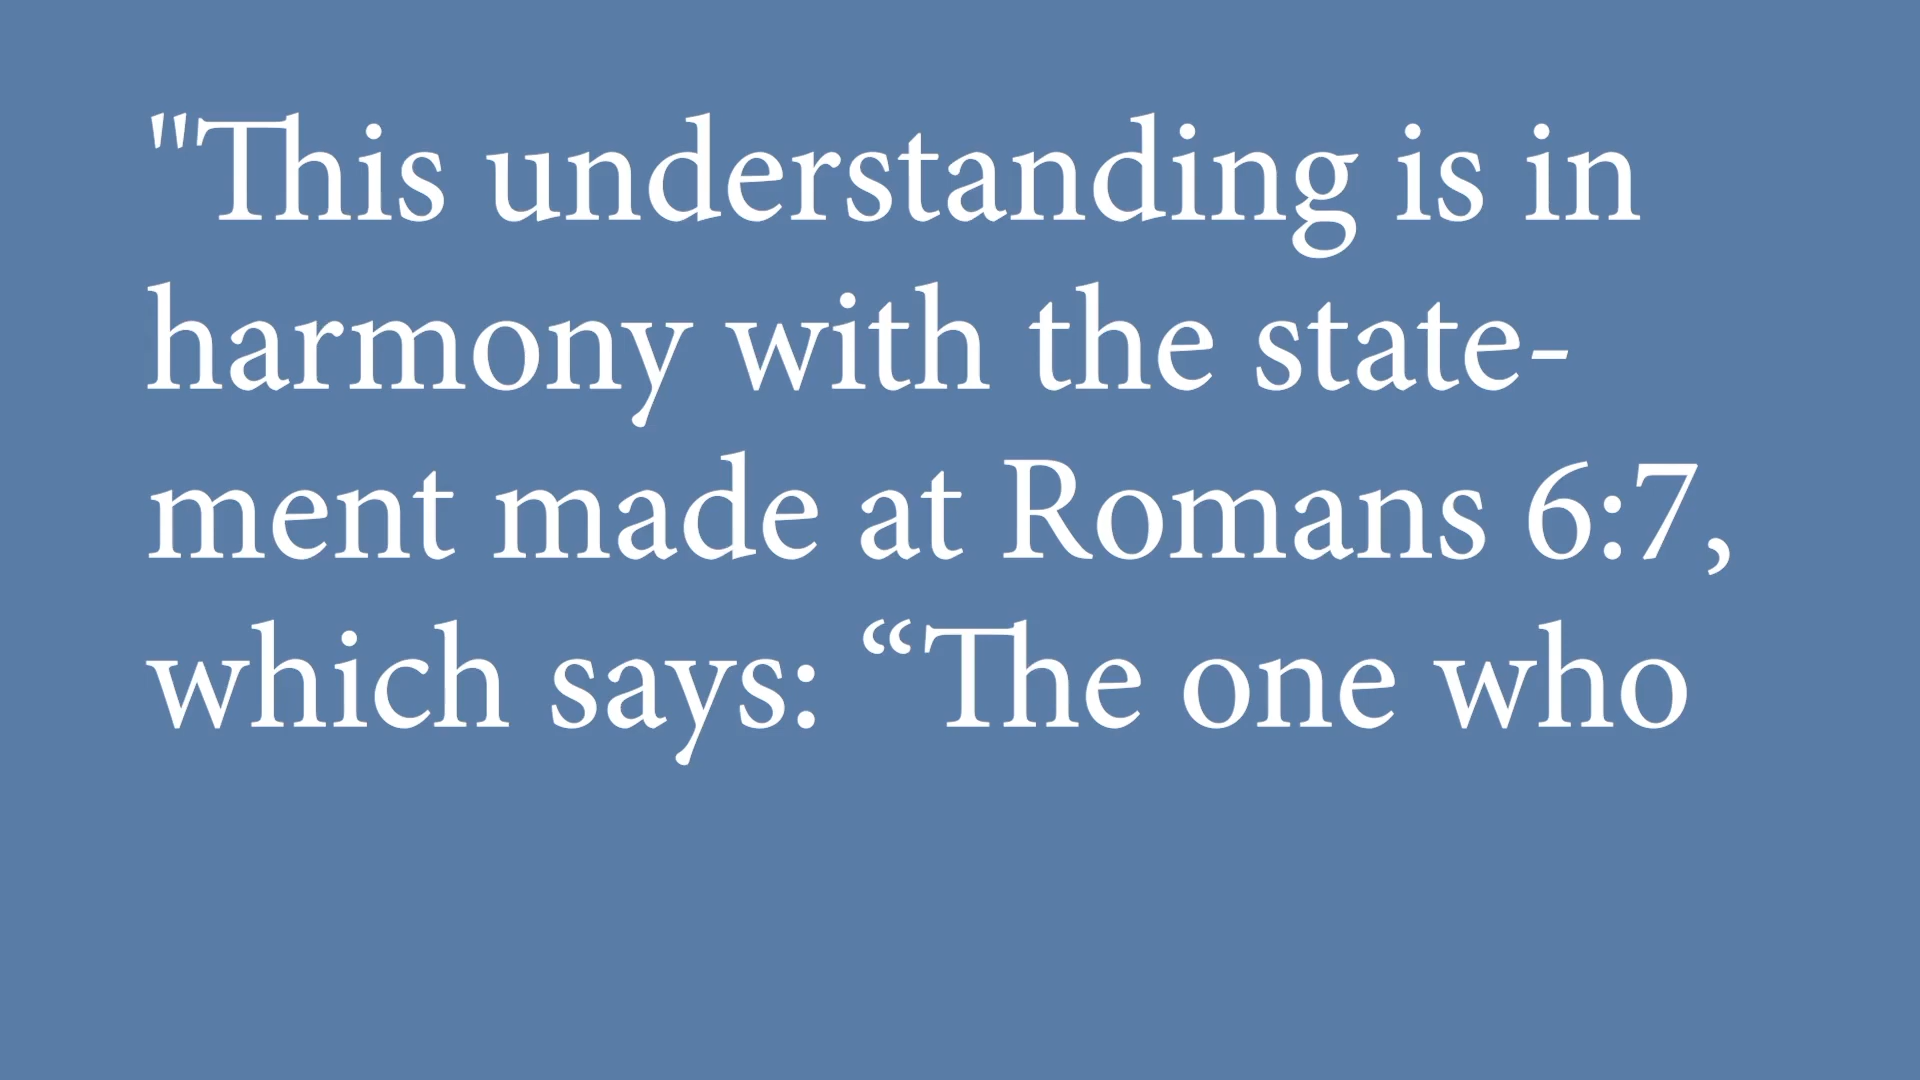 "This understanding is in
harmony with the state-
ment made at Romans 6:7,
which says: “The one who